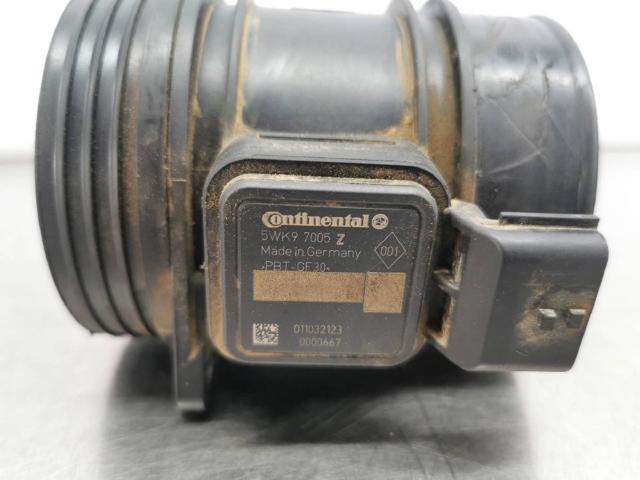 Continental
5WK9 7005 Z
Made in Germany
001
>PBT-GF30<
011032123
0000667